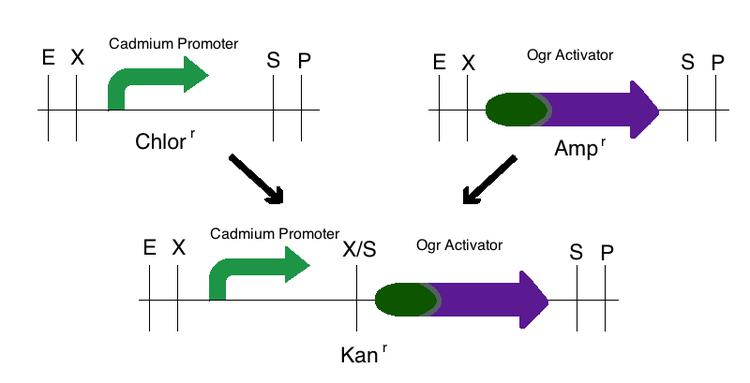 Cadmium Promoter
E X S P
Chlor r
Ogr Activator
E X S P
Amp r
Cadmium Promoter
Ogr Activator
E X X/S S P
Kan r